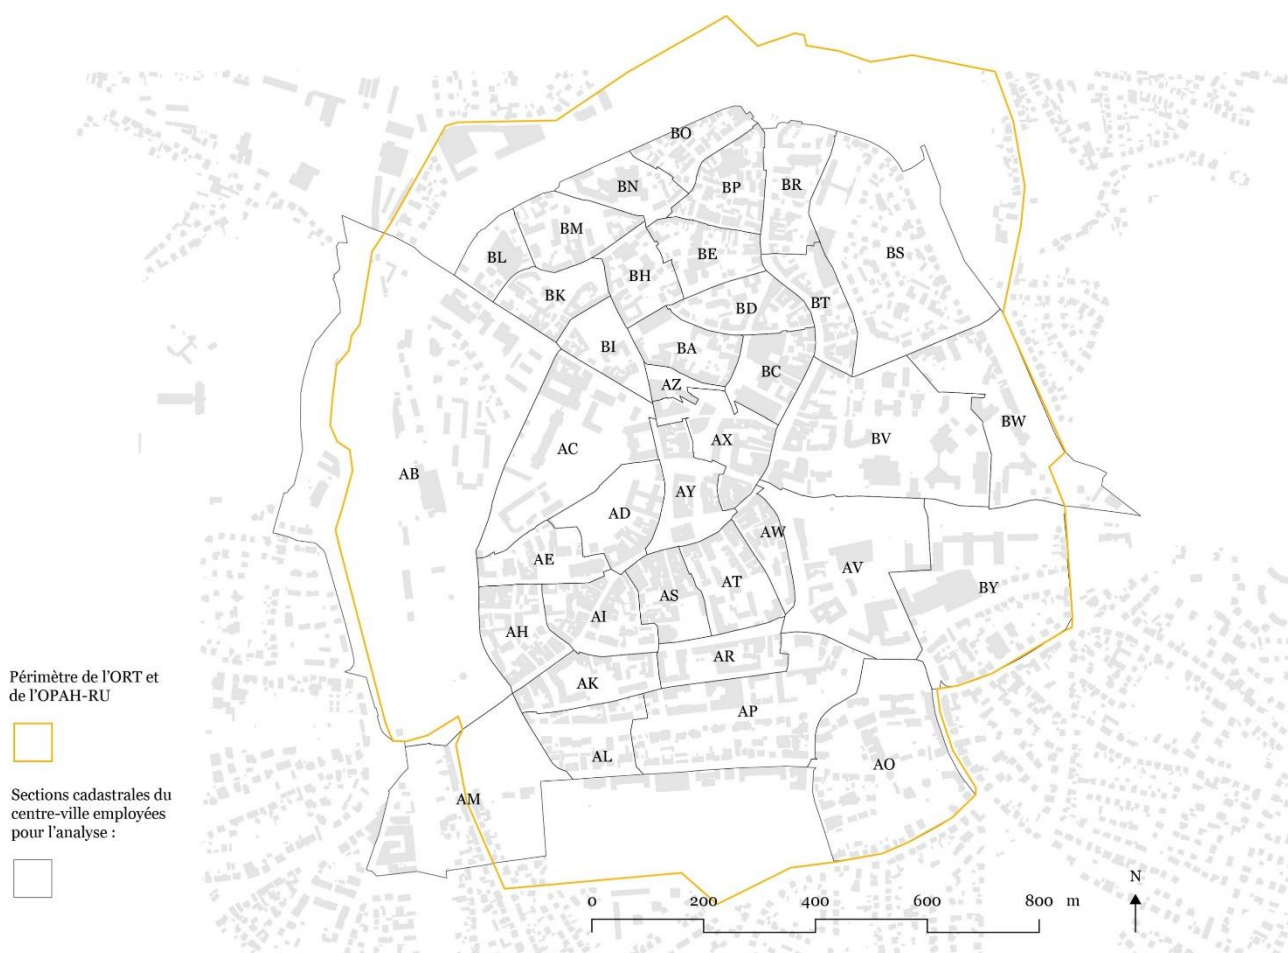 BO
BN
BP
BR
BM
BL
BE
BS
BH
BK
BD
BT
BI
BA
BC
AZ
AX
BV
BW
AC
AB
AY
AD
AW
AE
AV
AS
AT
BY
AI
AH
AR
AK
AP
AL
AO
AM
Périmètre de l'ORT et
de l'OPAH-RU
Sections cadastrales du
centre-ville employées
pour l'analyse :
0 200 400 600 800 m
N